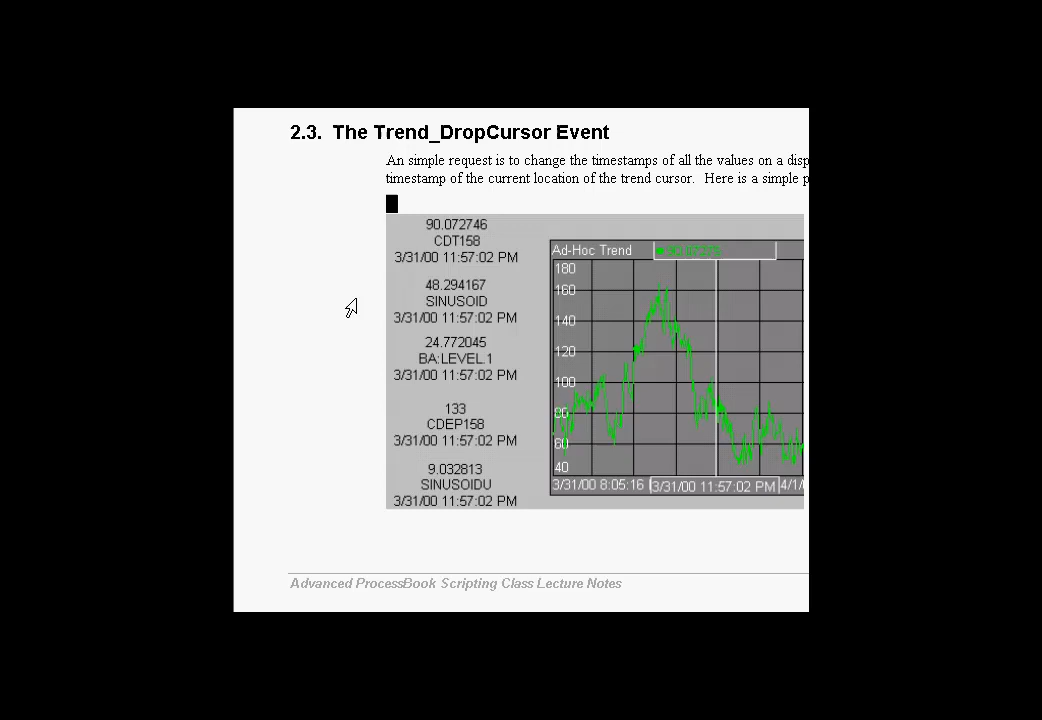 2.3. The Trend_DropCursor Event
An simple request is to change the timestamps of all the values on a disp
timestamp of the current location of the trend cursor. Here is a simple p
90.072746
CDT158
3/31/00 11:57:02 PM
48.294167
SINUSOID
3/31/00 11:57:02 PM
24.772045
BA:LEVEL.1
3/31/00 11:57:02 PM
133
CDEP158
3/31/00 11:57:02 PM
9.032813
SINUSOIDU
3/31/00 11:57:02 PM
Ad-Hoc Trend
180
160
140
120
100
80
60
40
3/31/00 8:05:16 3/31/00 11:57:02 PM 4/1/
Advanced ProcessBook Scripting Class Lecture Notes